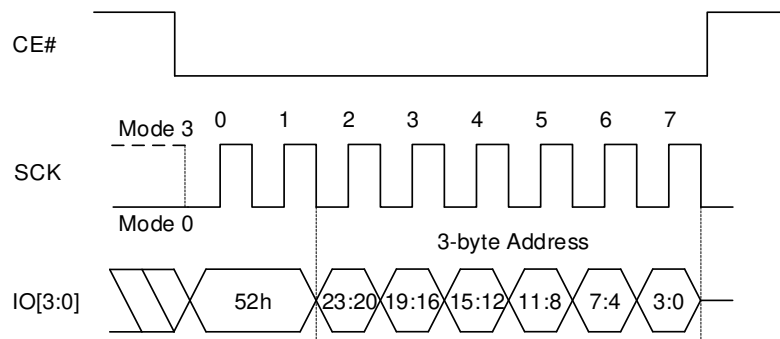 CE#
Mode 3
0 1 2 3 4 5 6 7
SCK
Mode 0
3-byte Address
IO[3:0]
52h 23:20 19:16 15:12 11:8 7:4 3:0